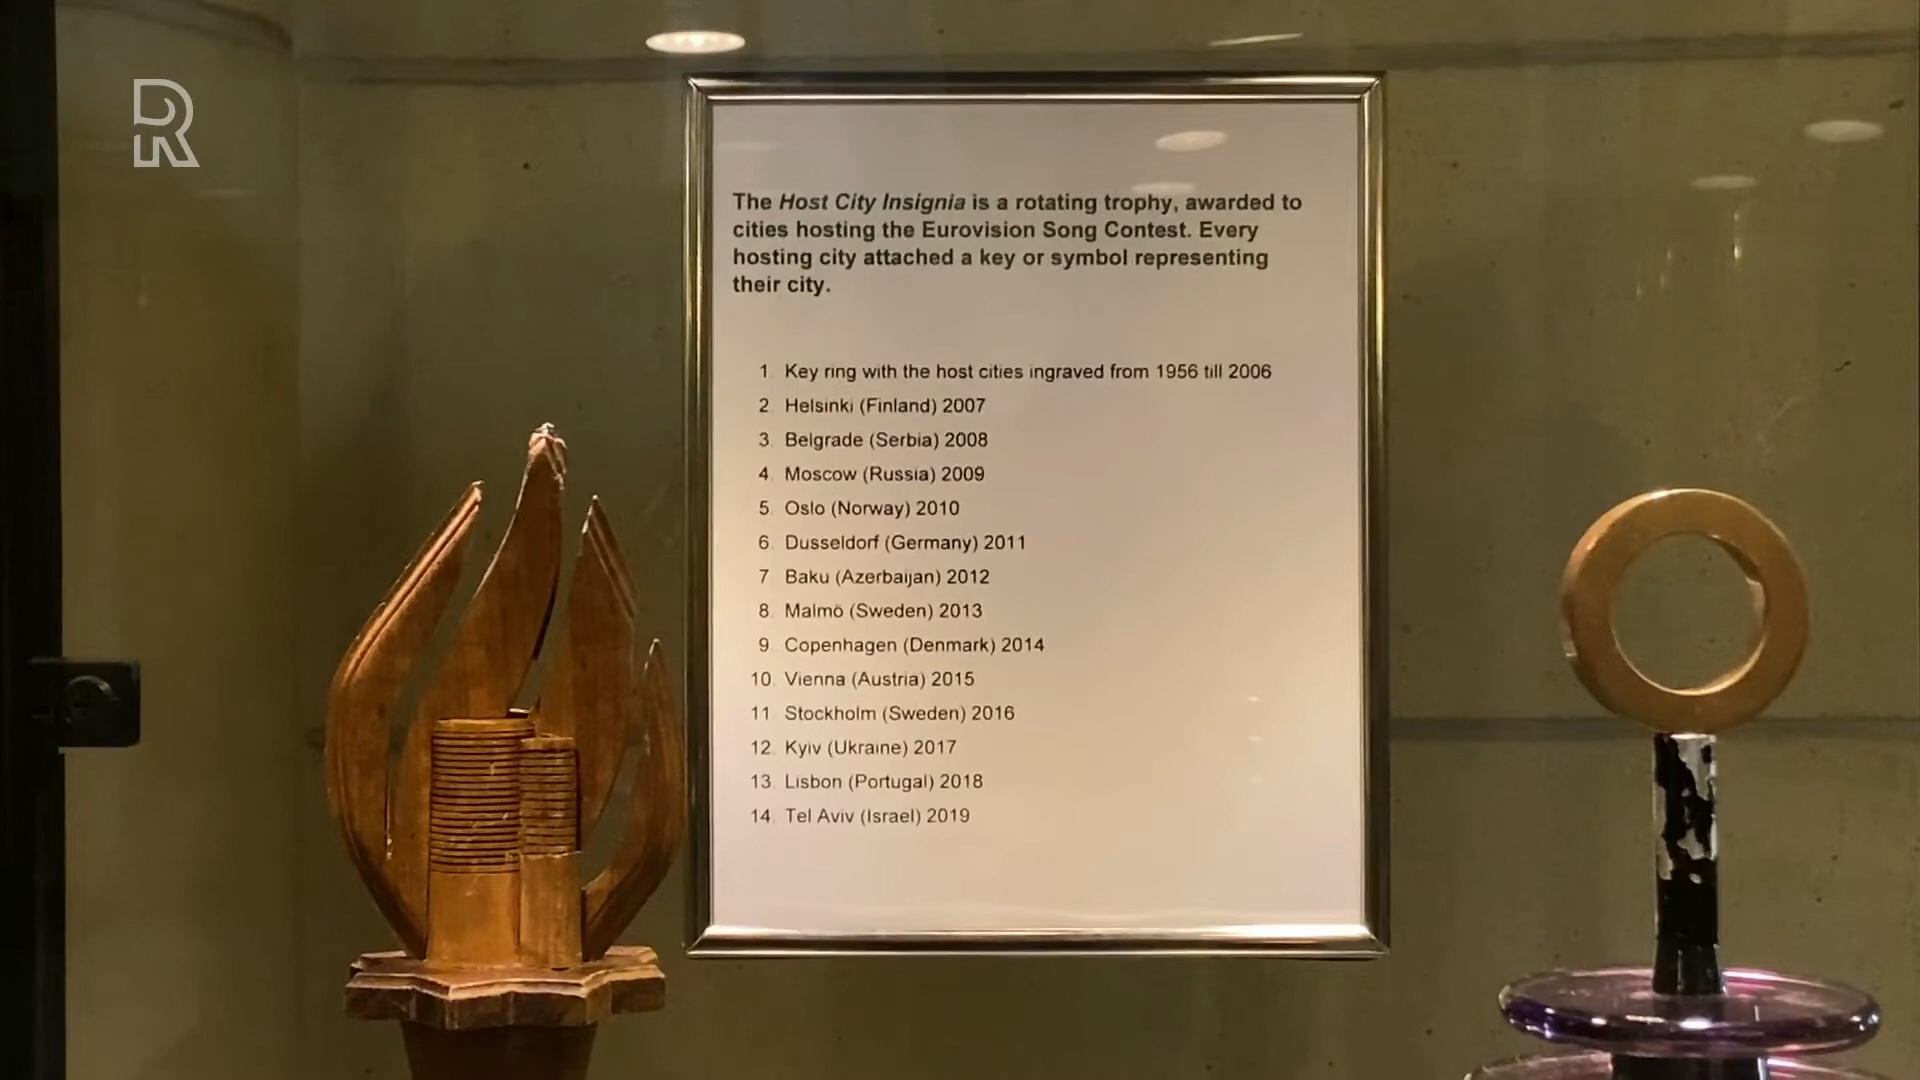 R
The Host City Insignia is a rotating trophy, awarded to
cities hosting the Eurovision Song Contest. Every
hosting city attached a key or symbol representing
their city.
1. Key ring with the host cities ingraved from 1956 till 2006
2. Helsinki (Finland) 2007
3. Belgrade (Serbia) 2008
4. Moscow (Russia) 2009
5. Oslo (Norway) 2010
6. Dusseldorf (Germany) 2011
7. Baku (Azerbaijan) 2012
8. Malmö (Sweden) 2013
9. Copenhagen (Denmark) 2014
10. Vienna (Austria) 2015
11. Stockholm (Sweden) 2016
12. Kyiv (Ukraine) 2017
13. Lisbon (Portugal) 2018
14. Tel Aviv (Israel) 2019